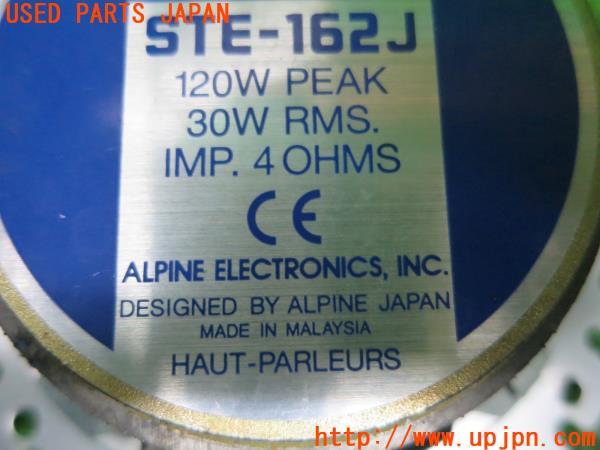 USED PARTS JAPAN
STE-162J
120W PEAK
30W RMS.
IMP. 4 OHMS
CE
ALPINE ELECTRONICS, INC.
DESIGNED BY ALPINE JAPAN
MADE IN MALAYSIA
HAUT-PARLEURS
http://www.upjpn.com/